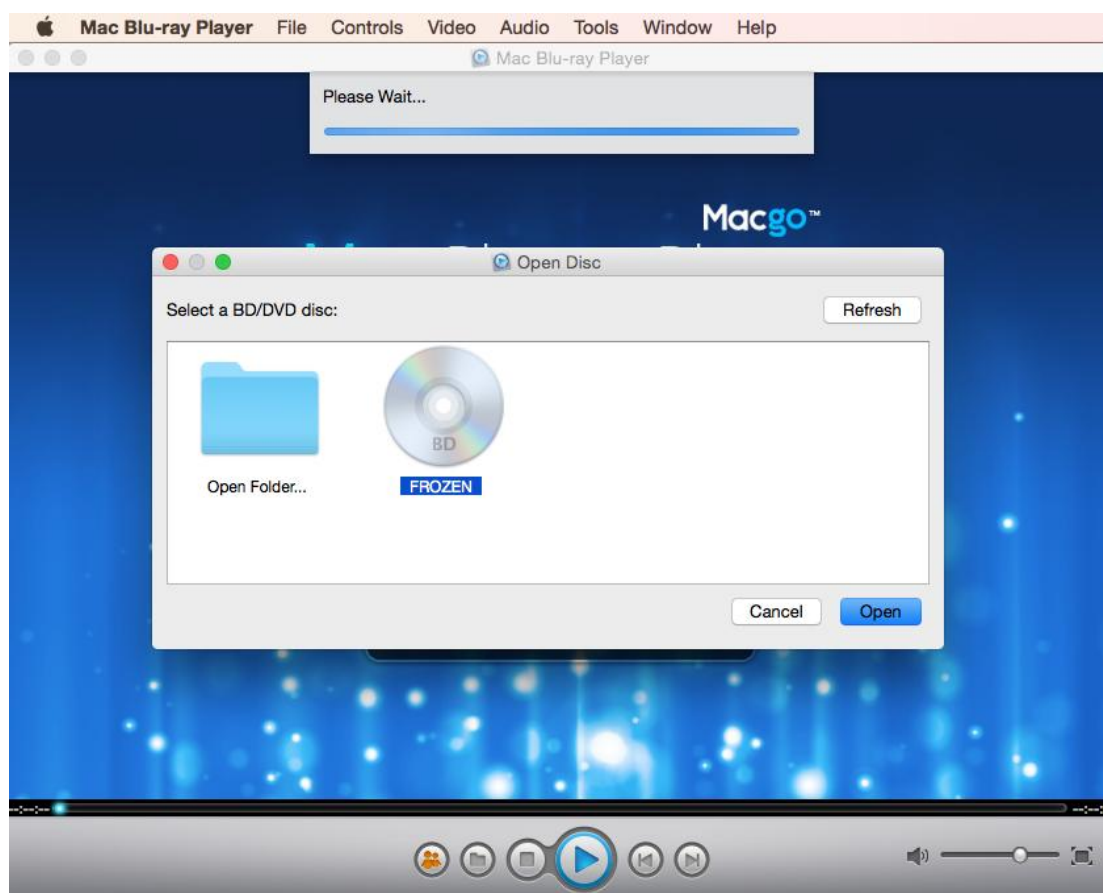 Mac Blu-ray Player File Controls Video Audio Tools Window Help
Mac Blu-ray Player
Please Wait...
Macgo™
Open Disc
Select a BD/DVD disc:
Refresh
BD
Open Folder...
FROZEN
Cancel
Open
--:--:--